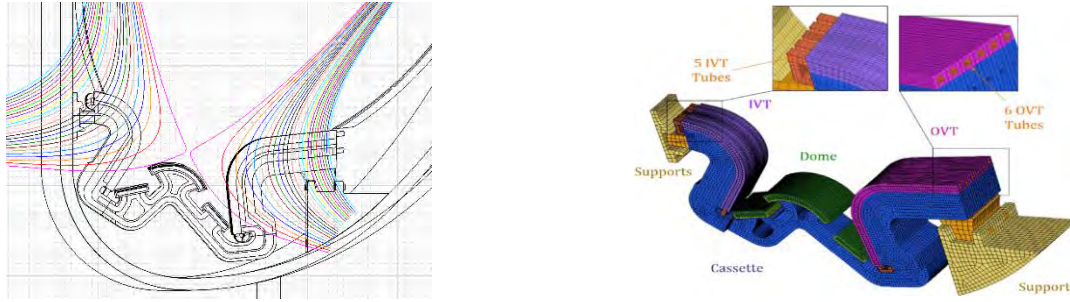 5 IVT
Tubes
IVT
6 OVT
Tubes
OVT
Dome
Supports
Cassette
Support